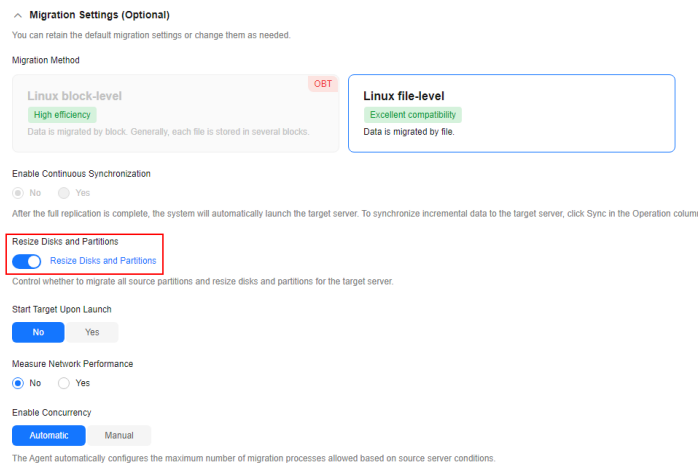 Migration Settings (Optional)
You can retain the default migration settings or change them as needed.
Migration Method
OBT
Linux block-level
High efficiency
Data is migrated by block. Generally, each file is stored in several blocks.
Linux file-level
Excellent compatibility
Data is migrated by file.
Enable Continuous Synchronization
No Yes
After the full replication is complete, the system will automatically launch the target server. To synchronize incremental data to the target server, click Sync in the Operation colum
Resize Disks and Partitions
Resize Disks and Partitions
Control whether to migrate all source partitions and resize disks and partitions for the target server.
Start Target Upon Launch
No Yes
Measure Network Performance
No Yes
Enable Concurrency
Automatic Manual
The Agent automatically configures the maximum number of migration processes allowed based on source server conditions.